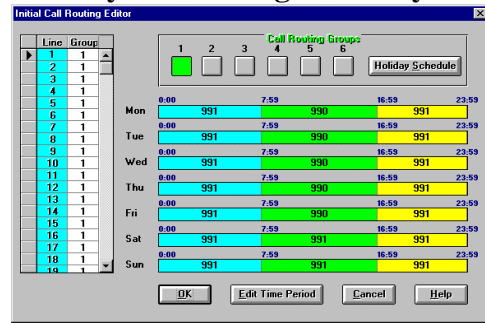 Initial Call Routing Editor
Line Group
1 1
2 1
3 1
4 1
5 1
6 1
7 1
8 1
9 1
10 1
11 1
12 1
13 1
14 1
15 1
16 1
17 1
18 1
19 1
Call Routing Groups
1 2 3 4 5 6
Holiday Schedule
0:00 7:59 16:59 23:59
Mon 991 990 991
0:00 7:59 16:59 23:59
Tue 991 990 991
0:00 7:59 16:59 23:59
Wed 991 990 991
0:00 7:59 16:59 23:59
Thu 991 990 991
0:00 7:59 16:59 23:59
Fri 991 990 991
0:00 7:59 16:59 23:59
Sat 991 991 991
0:00 7:59 16:59 23:59
Sun 991 991 991
OK Edit Time Period Cancel Help